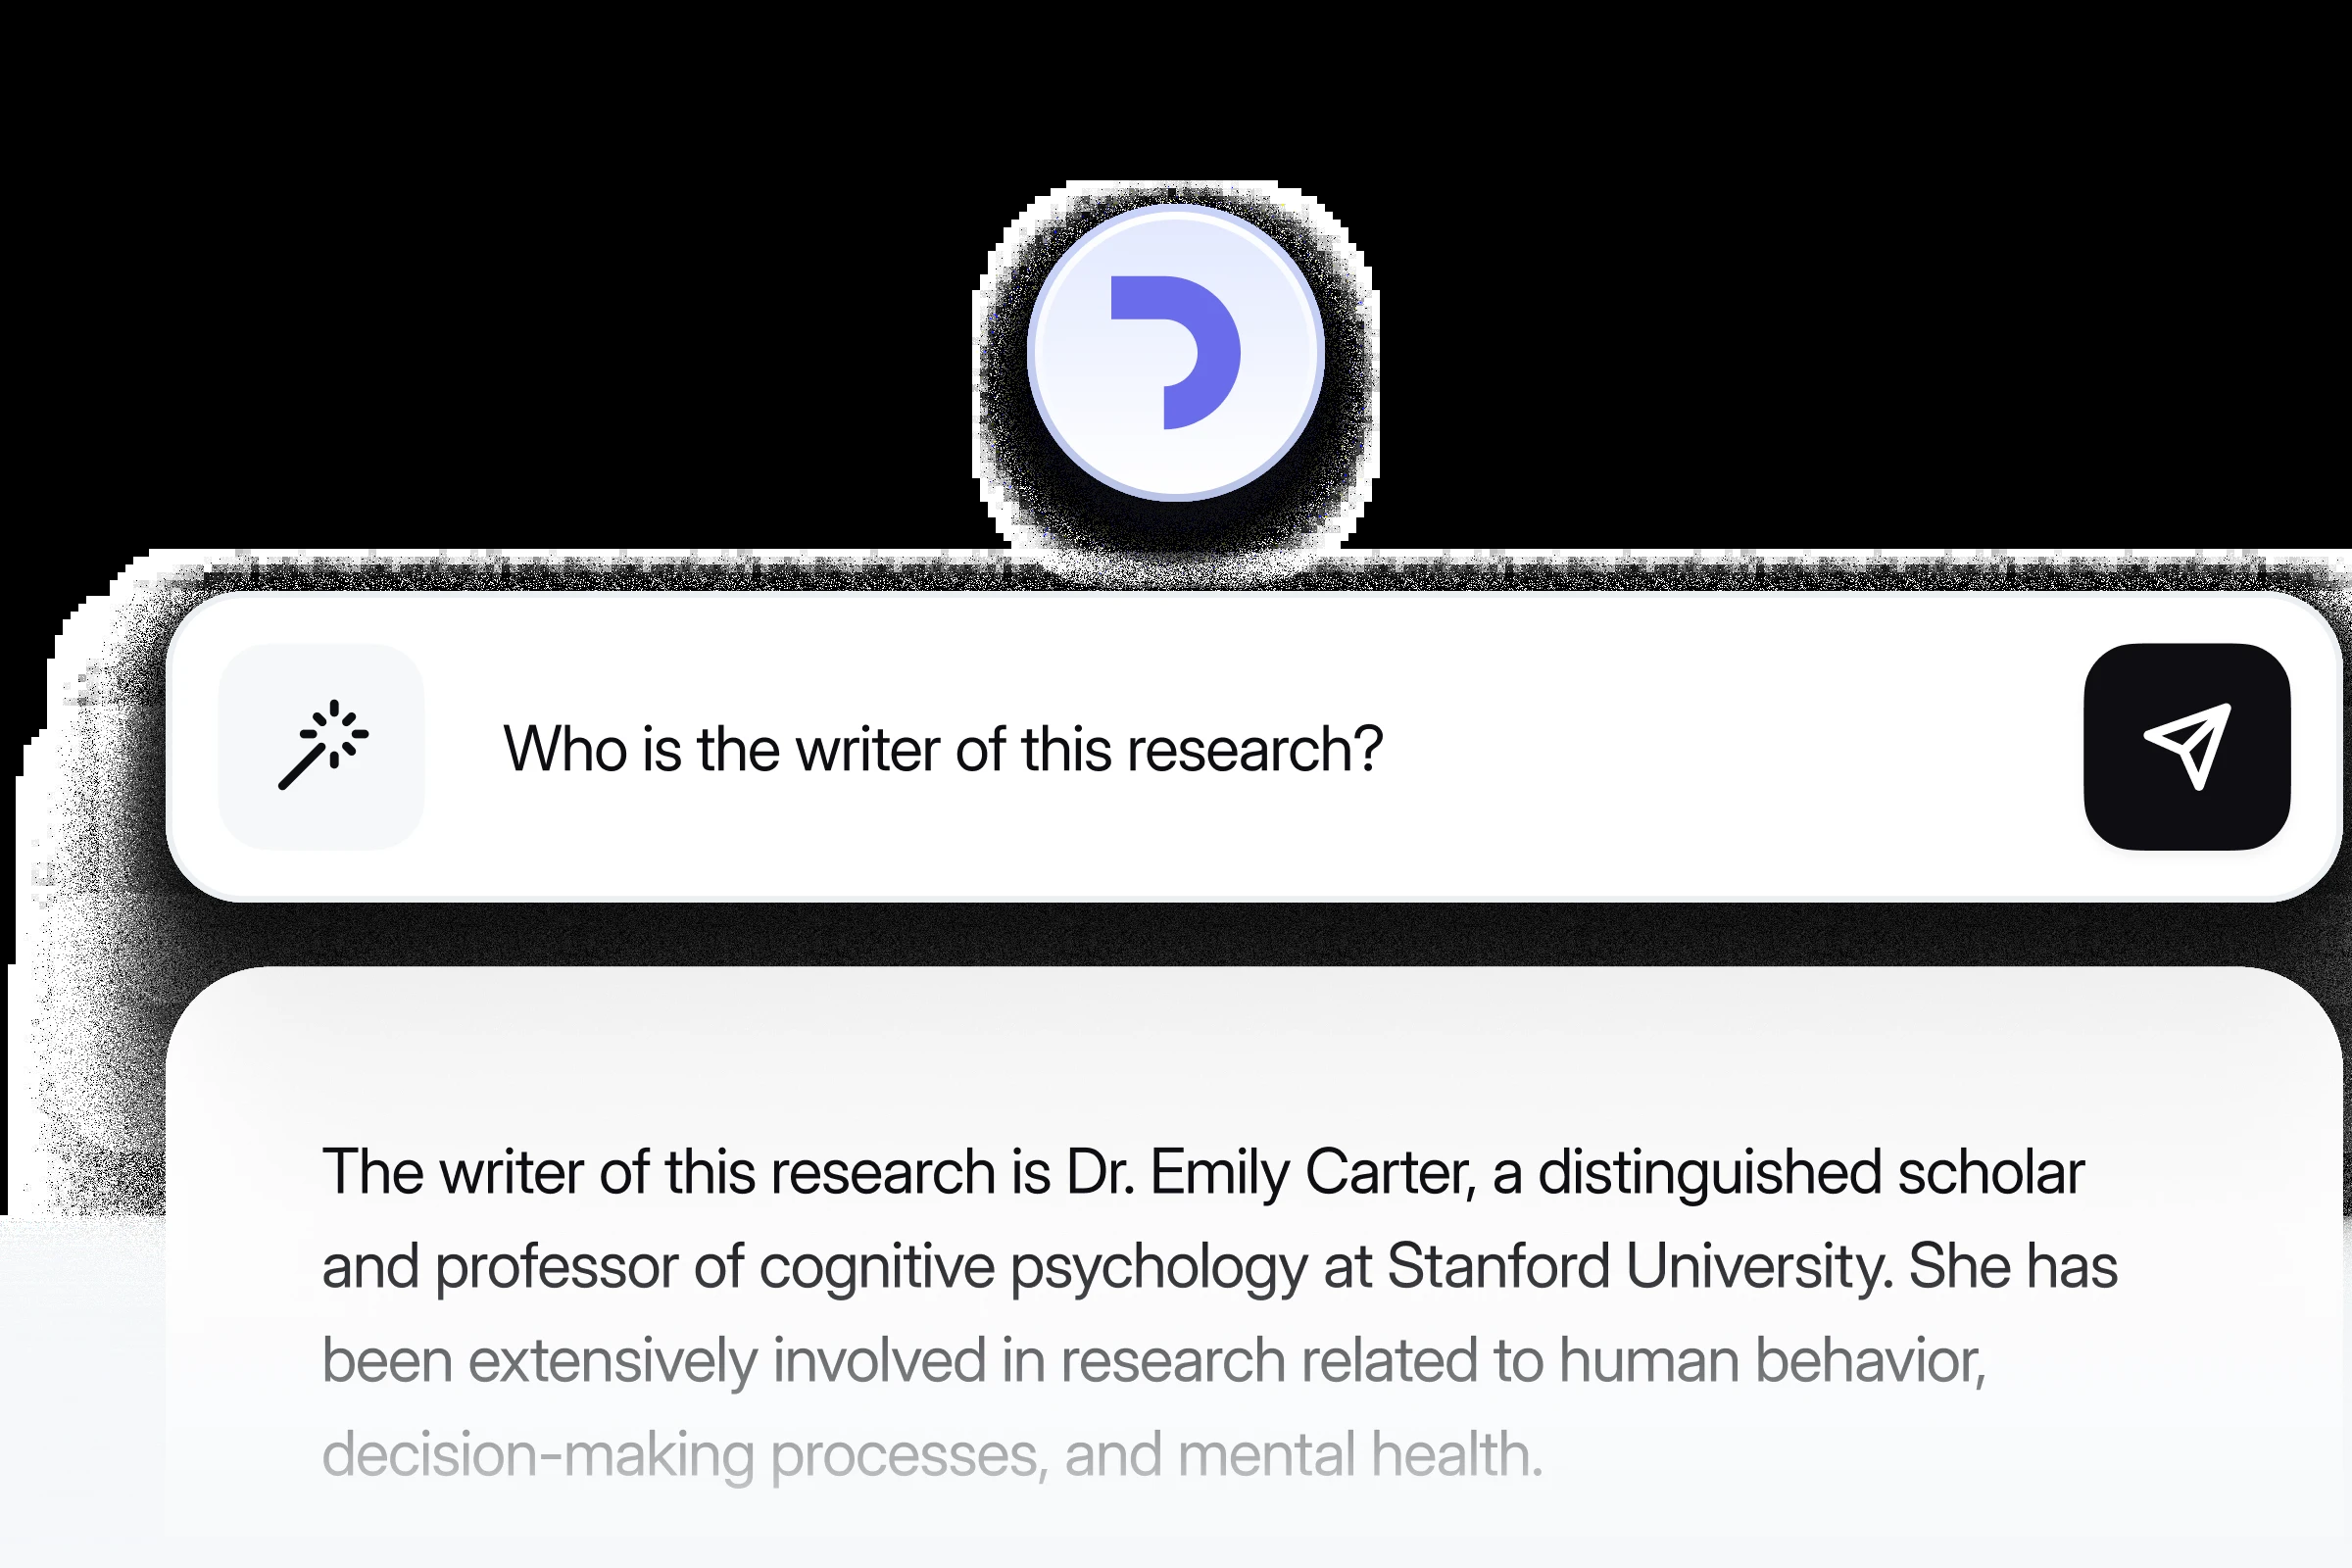 Who is the writer of this research?
The writer of this research is Dr. Emily Carter, a distinguished scholar
and professor of cognitive psychology at Stanford University. She has
been extensively involved in research related to human behavior,
decision-making processes, and mental health.